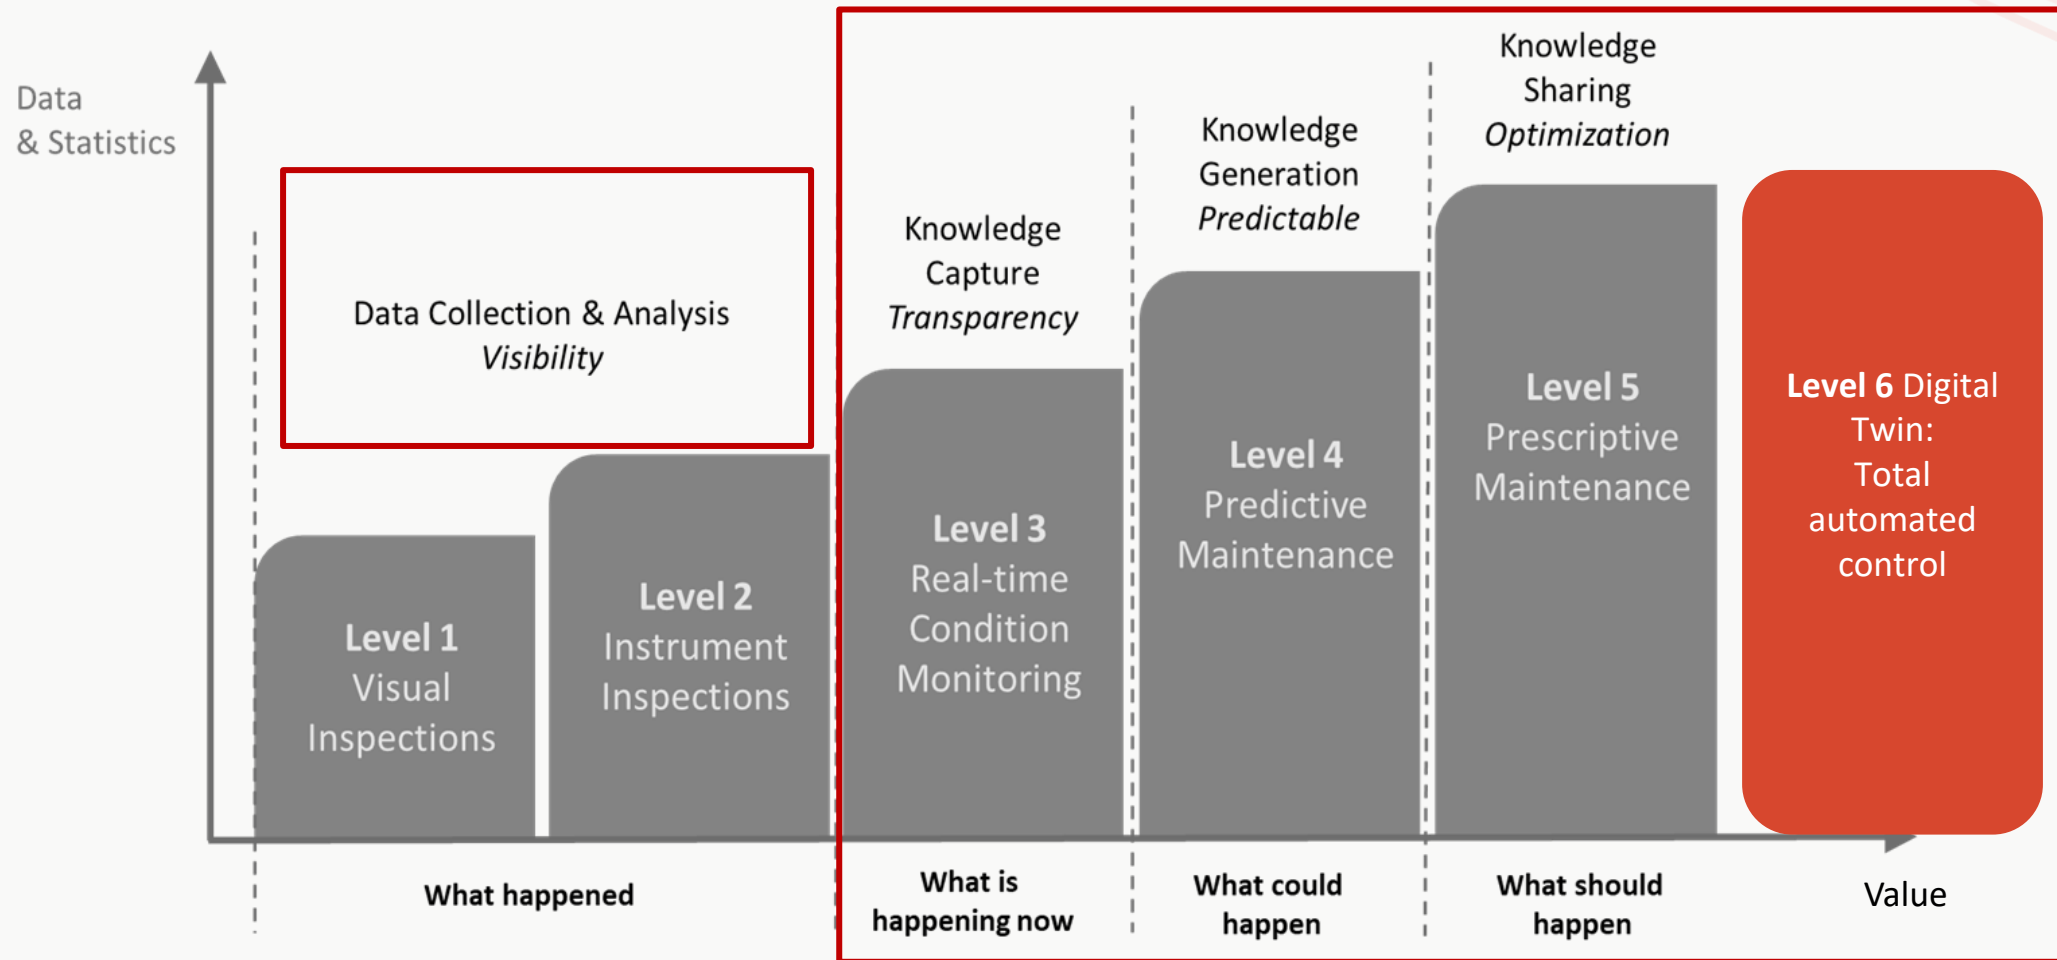 Data
& Statistics
Data Collection & Analysis
Visibility
Knowledge
Capture
Transparency
Knowledge
Generation
Predictable
Knowledge
Sharing
Optimization
Level 1
Visual
Inspections
Level 2
Instrument
Inspections
Level 3
Real-time
Condition
Monitoring
Level 4
Predictive
Maintenance
Level 5
Prescriptive
Maintenance
Level 6 Digital
Twin:
Total
automated
control
What happened
What is
happening now
What could
happen
What should
happen
Value